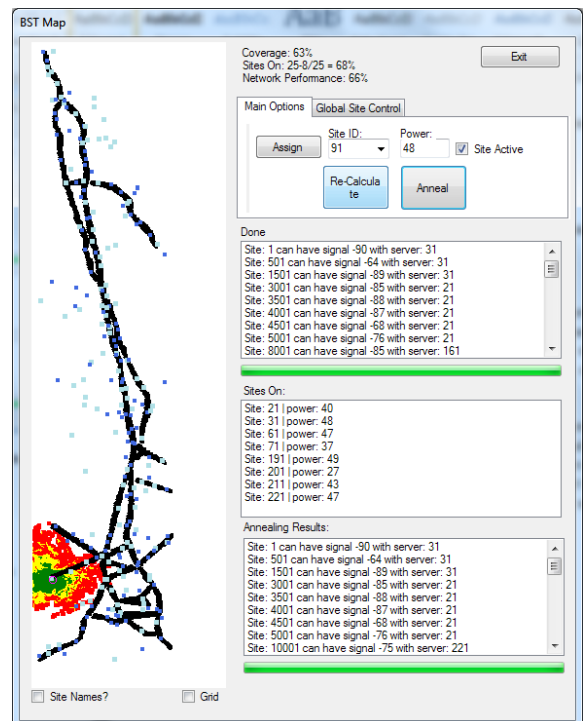 BST Map
Coverage: 63%
Sites On: 25-8/25 = 68%
Network Perfomance: 66%
Exit
Main Options
Global Site Control
Site ID:
Power:
Assign
91
48
Site Active
Re-Calcula
te
Anneal
Done
Site: 1 can have signal -90 with server: 31
Site: 501 can have signal -64 with server: 31
Site: 1501 can have signal -89 with server: 31
Site: 3001 can have signal -85 with server: 21
Site: 3501 can have signal -88 with server: 21
Site: 4001 can have signal -87 with server: 21
Site: 4501 can have signal -68 with server: 21
Site: 5001 can have signal -76 with server: 21
Site: 8001 can have signal -85 with server: 161
Sites On:
Site: 21 | power: 40
Site: 31 | power: 48
Site: 61 | power: 47
Site: 71 | power: 37
Site: 191 | power: 49
Site: 201 | power: 27
Site: 211 | power: 43
Site: 221 | power: 47
Annealing Results:
Site: 1 can have signal -90 with server: 31
Site: 501 can have signal -64 with server: 31
Site: 1501 can have signal -89 with server: 31
Site: 3001 can have signal -85 with server: 21
Site: 3501 can have signal -88 with server: 21
Site: 4001 can have signal -87 with server: 21
Site: 4501 can have signal -68 with server: 21
Site: 5001 can have signal -76 with server: 21
Site: 10001 can have signal -75 with server: 221
Site Names?
Grid